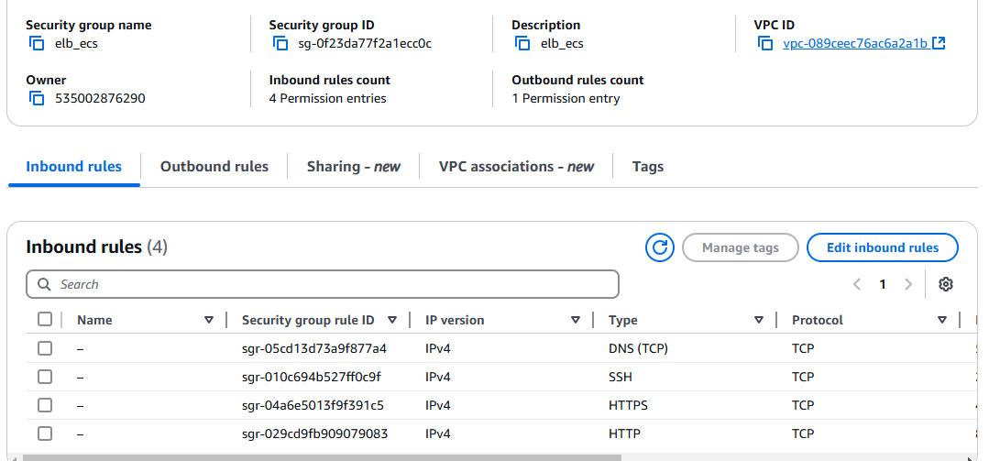 Security group name
elb_ecs
Security group ID
sg-0f23da77f2a1ecc0c
Description
elb_ecs
VPC ID
vpc-089ceec76ac6a2a1b
Owner
535002876290
Inbound rules count
4 Permission entries
Outbound rules count
1 Permission entry
Inbound rules Outbound rules Sharing - new VPC associations - new Tags
Inbound rules (4)
Manage tags
Edit inbound rules
Search
1
Name Security group rule ID IP version Type Protocol
– sgr-05cd13d73a9f877a4 IPv4 DNS (TCP) TCP
– sgr-010c694b527ff0c9f IPv4 SSH TCP
– sgr-04a6e5013f9f391c5 IPv4 HTTPS TCP
– sgr-029cd9fb909079083 IPv4 HTTP TCP